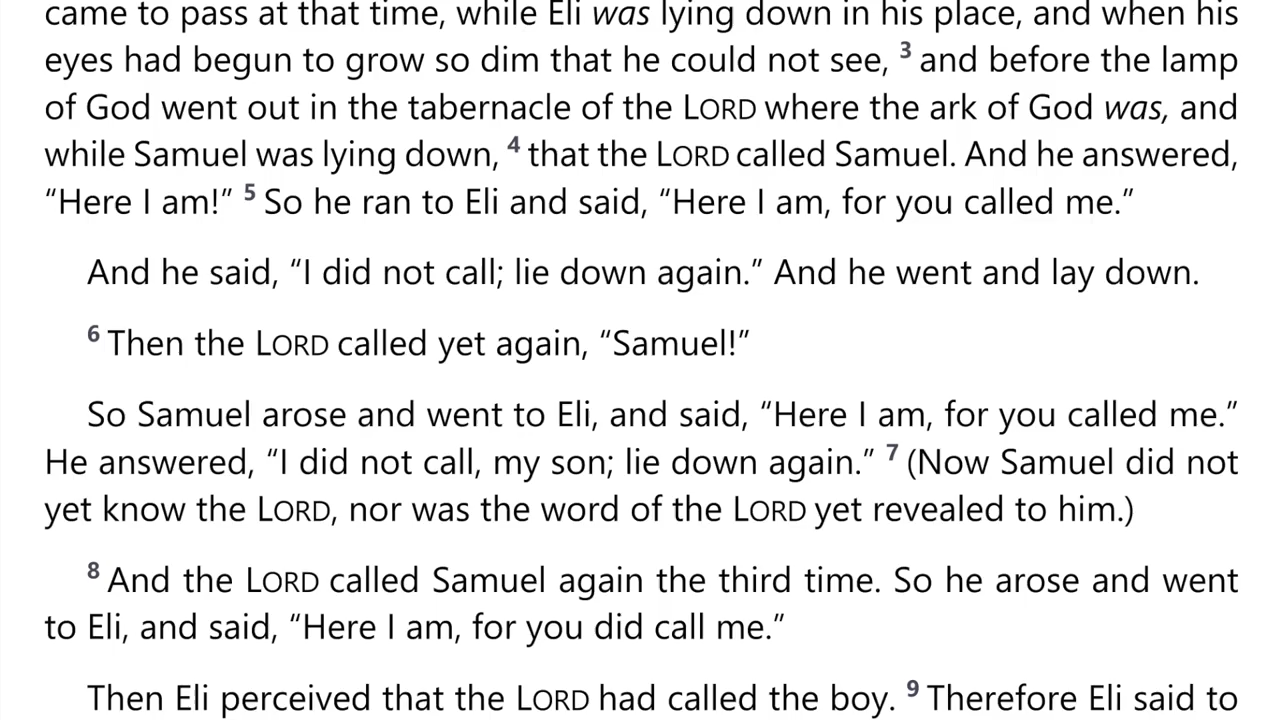 came to pass at that time, while Eli was lying down in his place, and when his
eyes had begun to grow so dim that he could not see, 3 and before the lamp
of God went out in the tabernacle of the LORD where the ark of God was, and
while Samuel was lying down, 4 that the LORD called Samuel. And he answered,
“Here I am!” 5 So he ran to Eli and said, “Here I am, for you called me.”
And he said, “I did not call; lie down again.” And he went and lay down.
6 Then the LORD called yet again, “Samuel!”
So Samuel arose and went to Eli, and said, “Here I am, for you called me.”
He answered, “I did not call, my son; lie down again.” 7 (Now Samuel did not
yet know the LORD, nor was the word of the LORD yet revealed to him.)
8 And the LORD called Samuel again the third time. So he arose and went
to Eli, and said, “Here I am, for you did call me.”
Then Eli perceived that the LORD had called the boy. 9 Therefore Eli said to